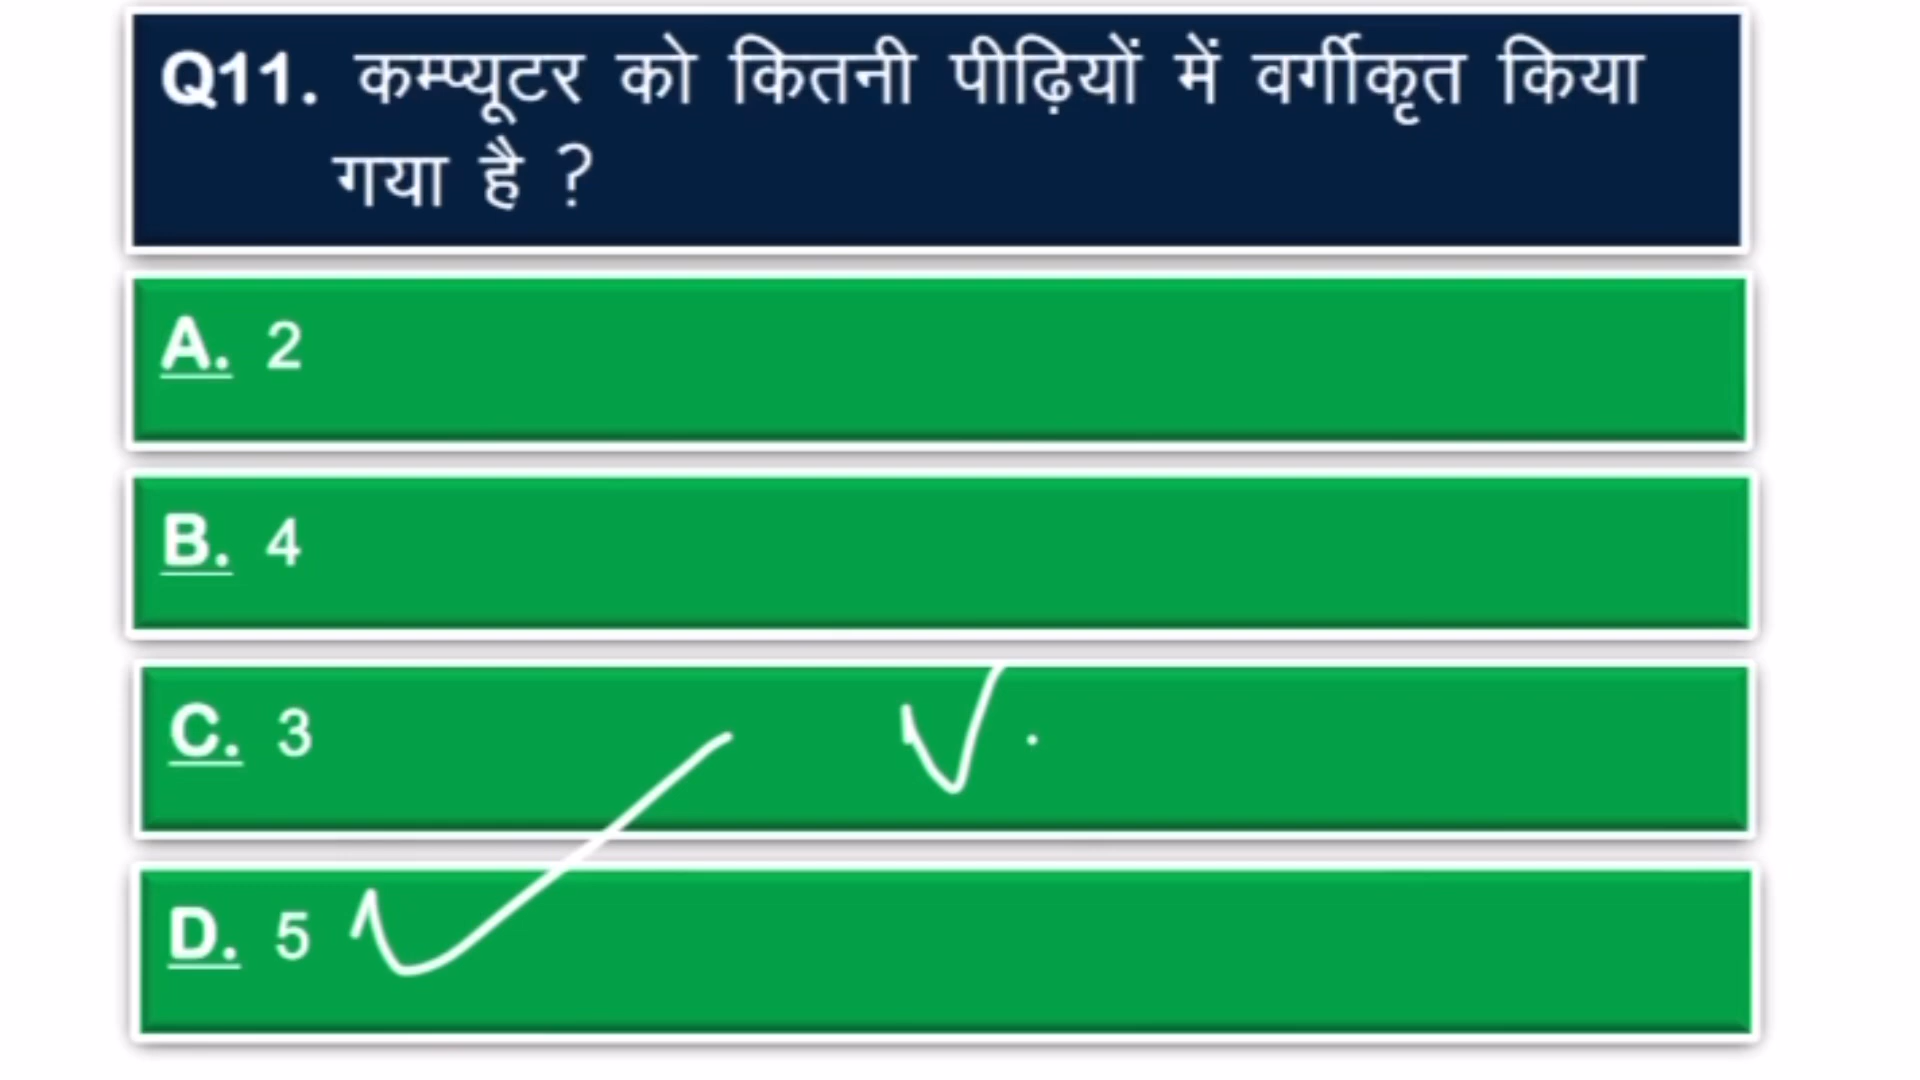 Q11. कम्प्यूटर को कितनी पीढ़ियों में वर्गीकृत किया
गया है ?
A. 2
B. 4
C. 3
D. 5